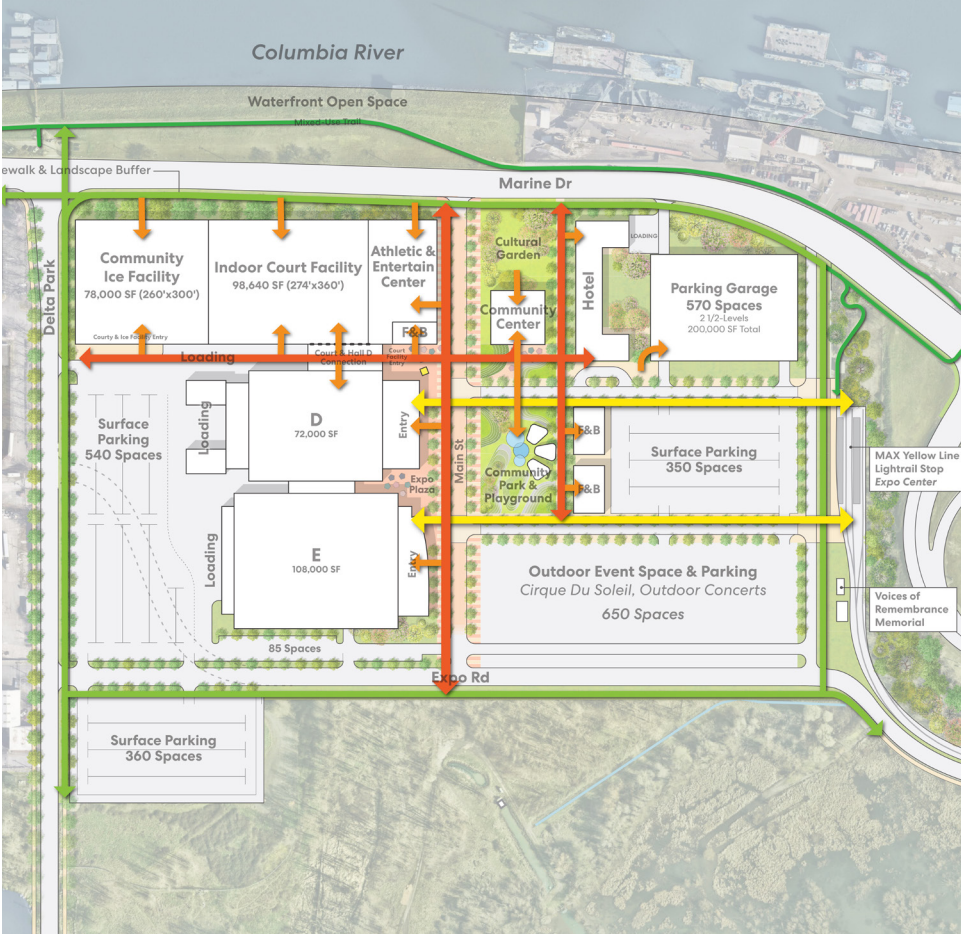 Columbia River
Waterfront Open Space
Mixed-Use Trail
ewalk & Landscape Buffer
Marine Dr
Delta Park
Community
Ice Facility
78,000 SF (260'x300')
Indoor Court Facility
98,640 SF (274'x360')
Athletic &
Entertain
Center
Cultural
Garden
Community
Center
Hotel
LOADING
Parking Garage
570 Spaces
2 1/2-Levels
200,000 SF Total
F&B
Loading
Court & Hall D
Connection
Court
Facility
Entry
Surface
Parking
540 Spaces
Loading
D
72,000 SF
Entry
Main St
Expo
Plaza
Community
Park &
Playground
F&B
F&B
Surface Parking
350 Spaces
MAX Yellow Line
Lightrail Stop
Expo Center
Loading
E
108,000 SF
Entry
Outdoor Event Space & Parking
Cirque Du Soleil, Outdoor Concerts
650 Spaces
Voices of
Remembrance
Memorial
85 Spaces
Expo Rd
Surface Parking
360 Spaces